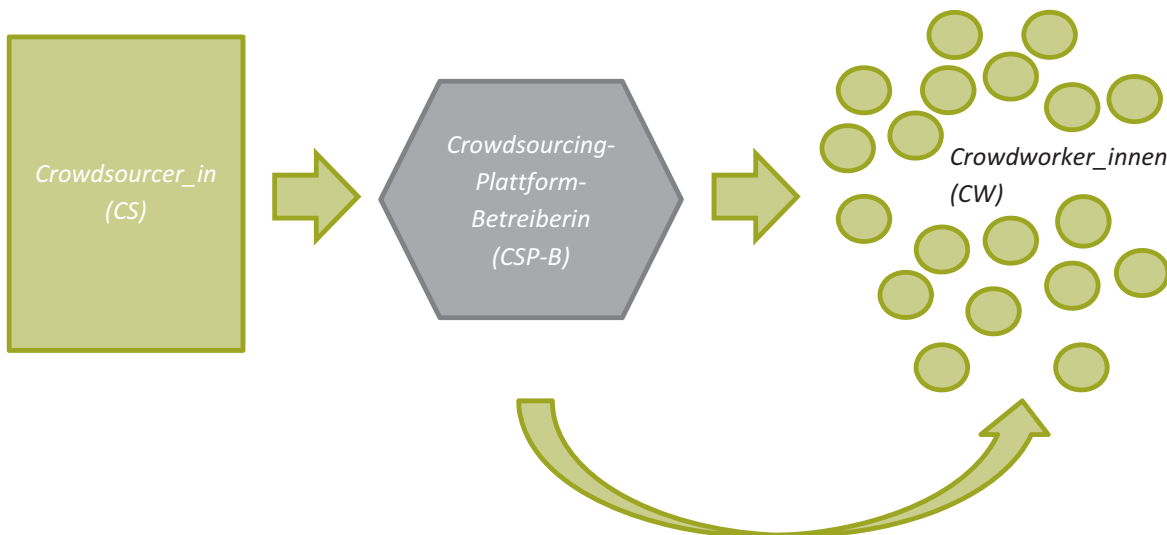 Crowdsourcer_in
(CS)
Crowdsourcing-
Plattform-
Betreiberin
(CSP-B)
Crowdworker_innen
(CW)